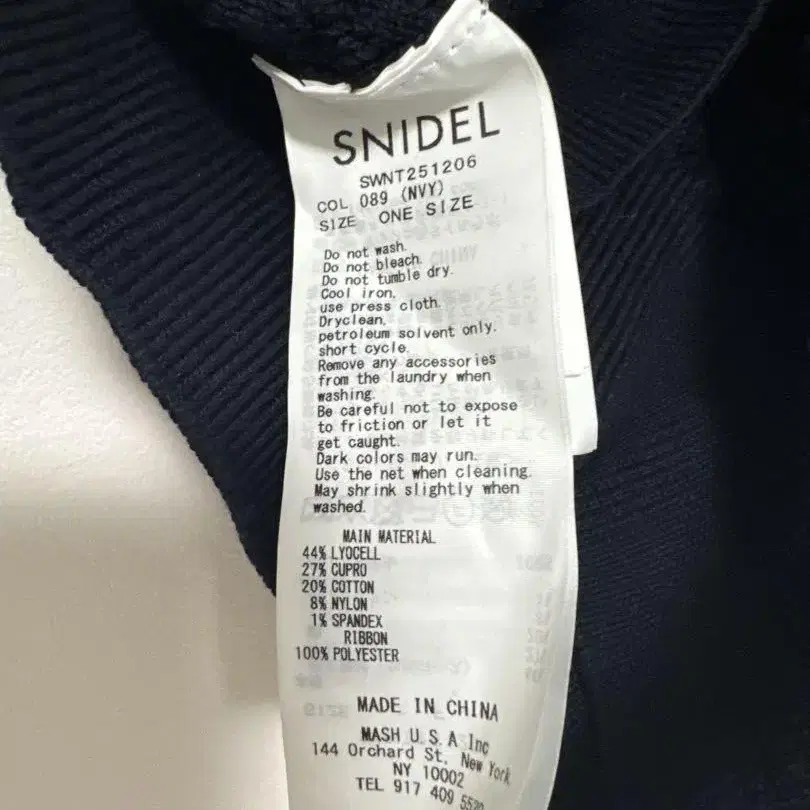 SNIDEL
SWNT251206
COL 089 (NVY)
SIZE ONE SIZE
Do not wash.
Do not bleach.
Do not tumble dry.
Cool iron,
use press cloth.
Dryclean,
petroleum solvent only.
short cycle.
Remove any accessories
from the laundry when
washing.
Be careful not to expose
to friction or let it
get caught.
Dark colors may run.
Use the net when cleaning.
May shrink slightly when
washed.
MAIN MATERIAL
44% LYOCELL
27% CUPRO
20% COTTON
8% NYLON
1% SPANDEX
RIBBON
100% POLYESTER
MADE IN CHINA
MASH U.S.A Inc
144 Orchard St, New York
NY 10002
TEL 917 409 5530